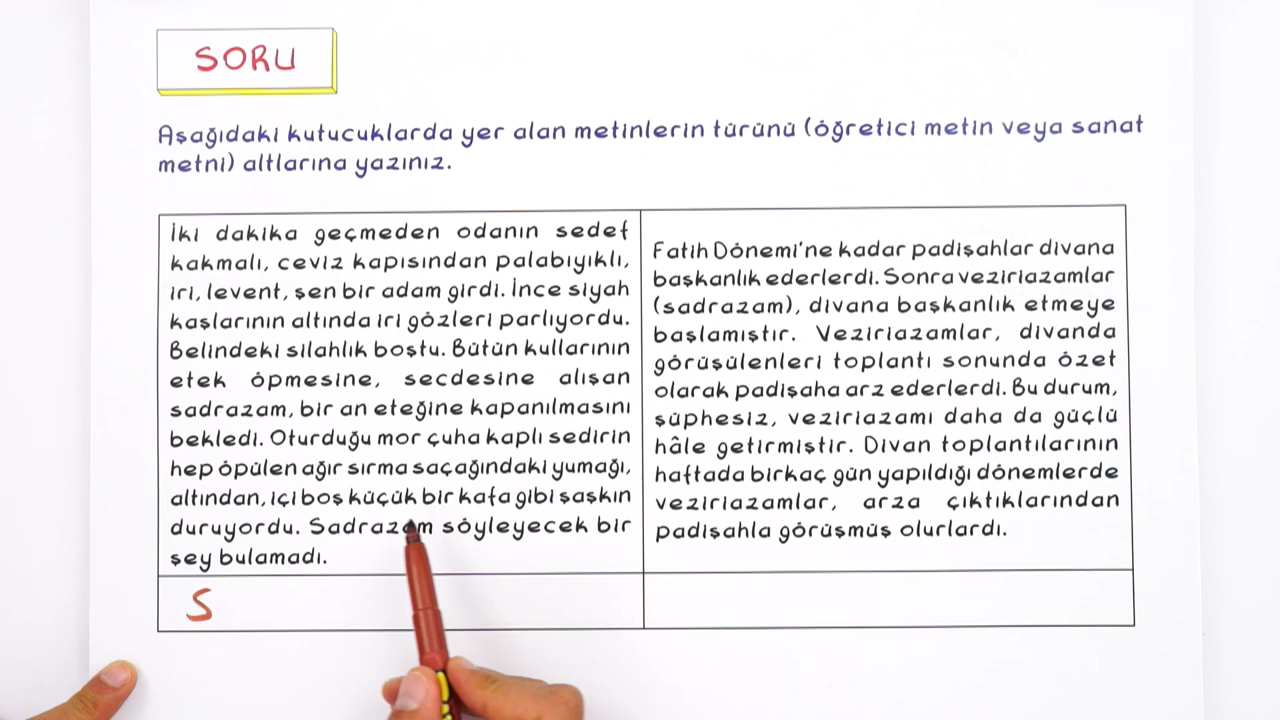 SORU
Aşağıdaki kutucuklarda yer alan metinlerin türünü (öğretici metin veya sanat
metni) altlarına yazınız.
İki dakika geçmeden odanın sedef
kakmalı, ceviz kapısından palabıyıklı,
iri, levent, şen bir adam girdi. İnce siyah
kaşlarının altında iri gözleri parlıyordu.
Belindeki silahlık boştu. Bütün kullarının
etek öpmesine, secdesine alışan
sadrazam, bir an eteğine kapanılmasını
bekledi. Oturduğu mor çuha kaplı sedirin
hep öpülen ağır sırma saçağındaki yumağı,
altından, içi boş küçük bir kafa gibi şaşkın
duruyordu. Sadrazam söyleyecek bir
şey bulamadı.
S
Fatih Dönemi'ne kadar padişahlar divana
başkanlık ederlerdi. Sonra veziriazamlar
(sadrazam), divana başkanlık etmeye
başlamıştır. Veziriazamlar, divanda
görüşülenleri toplantı sonunda özet
olarak padişaha arz ederlerdi. Bu durum,
şüphesiz, veziriazamı daha da güçlü
hâle getirmiştir. Divan toplantılarının
haftada birkaç gün yapıldığı dönemlerde
veziriazamlar, arza çıktıklarından
padişahla görüşmüş olurlardı.